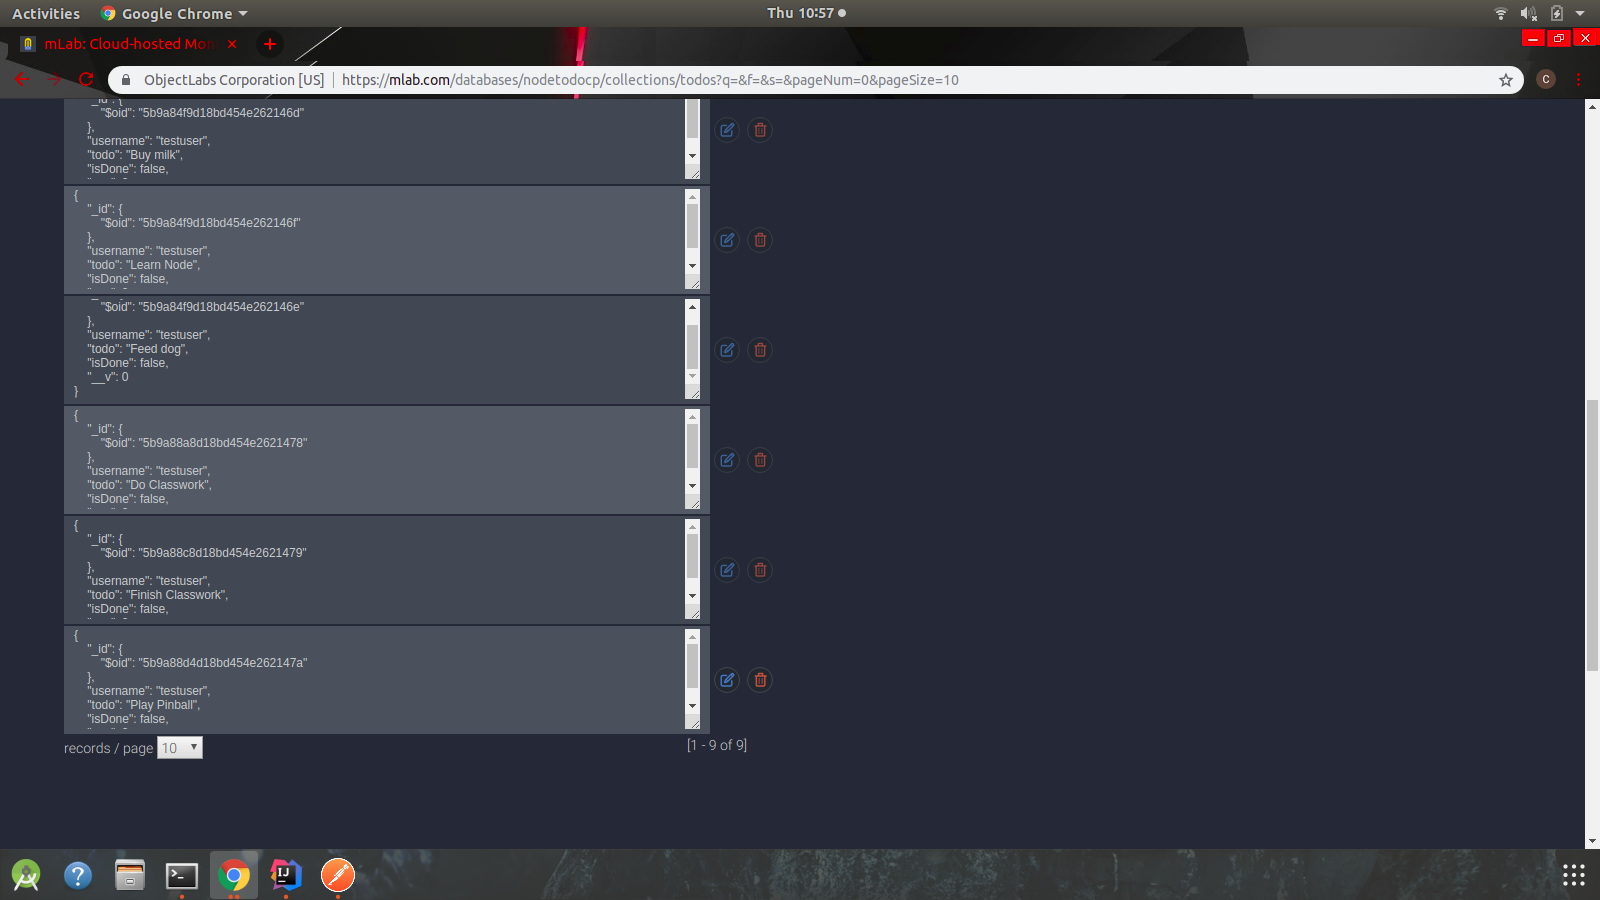 Activities
Google Chrome
Thu 10:57
mLab: Cloud-hosted Mo
ObjectLabs Corporation [US]
https://mlab.com/databases/nodetodocp/collections/todos?q=&f=&s=&pageNum=0&pageSize=10
C
"_id": {
"$oid": "5b9a84f9d18bd454e262146d"
},
"username": "testuser",
"todo": "Buy milk",
"isDone": false,
{
"_id": {
"$oid": "5b9a84f9d18bd454e262146f"
},
"username": "testuser",
"todo": "Learn Node",
"isDone": false,
"$oid": "5b9a84f9d18bd454e262146e"
},
"username": "testuser",
"todo": "Feed dog",
"isDone": false,
"__v": 0
}
{
"_id": {
"$oid": "5b9a88a8d18bd454e2621478"
},
"username": "testuser",
"todo": "Do Classwork",
"isDone": false,
{
"_id": {
"$oid": "5b9a88c8d18bd454e2621479"
},
"username": "testuser",
"todo": "Finish Classwork",
"isDone": false,
{
"_id": {
"$oid": "5b9a88d4d18bd454e262147a"
},
"username": "testuser",
"todo": "Play Pinball",
"isDone": false,
records / page 10
[1 - 9 of 9]
IJ